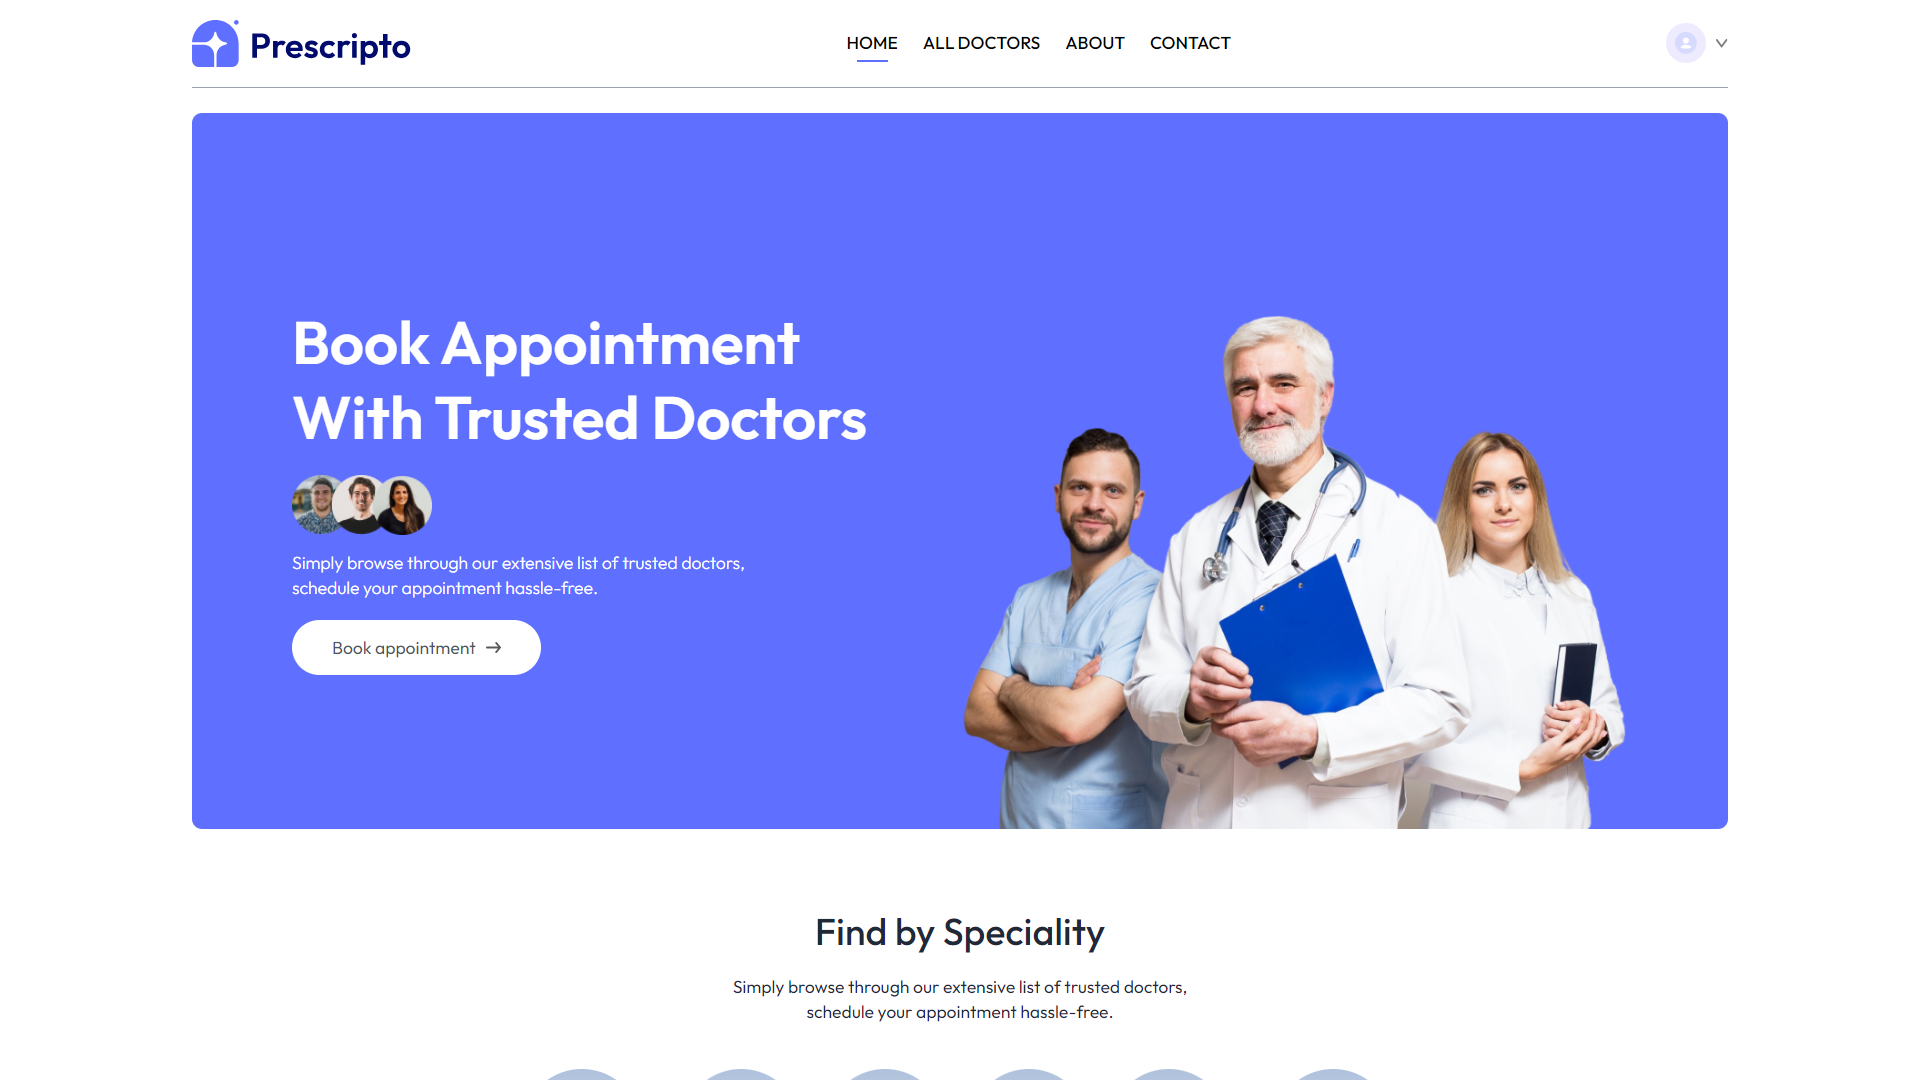 Prescripto
HOME
ALL DOCTORS
ABOUT
CONTACT
Book Appointment
With Trusted Doctors
Simply browse through our extensive list of trusted doctors,
schedule your appointment hassle-free.
Book appointment →
Find by Speciality
Simply browse through our extensive list of trusted doctors,
schedule your appointment hassle-free.